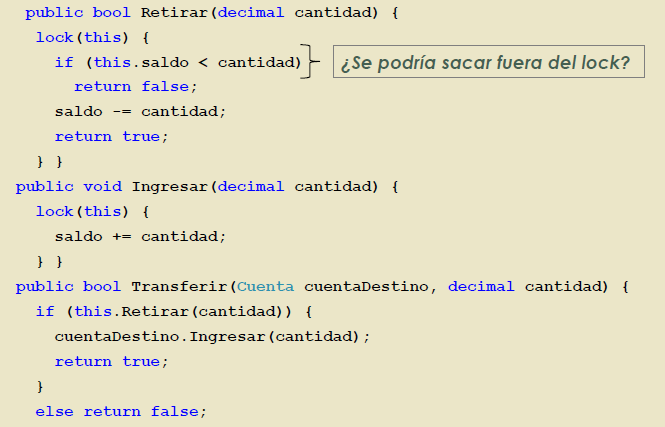 public bool Retirar(decimal cantidad) {
lock(this) {
if (this.saldo < cantidad)
¿Se podría sacar fuera del lock?
return false;
saldo -= cantidad;
return true;
} }
public void Ingresar(decimal cantidad) {
lock(this) {
saldo += cantidad;
} }
public bool Transferir(Cuenta cuentaDestino, decimal cantidad) {
if (this.Retirar(cantidad)) {
cuentaDestino.Ingresar(cantidad);
return true;
}
else return false;